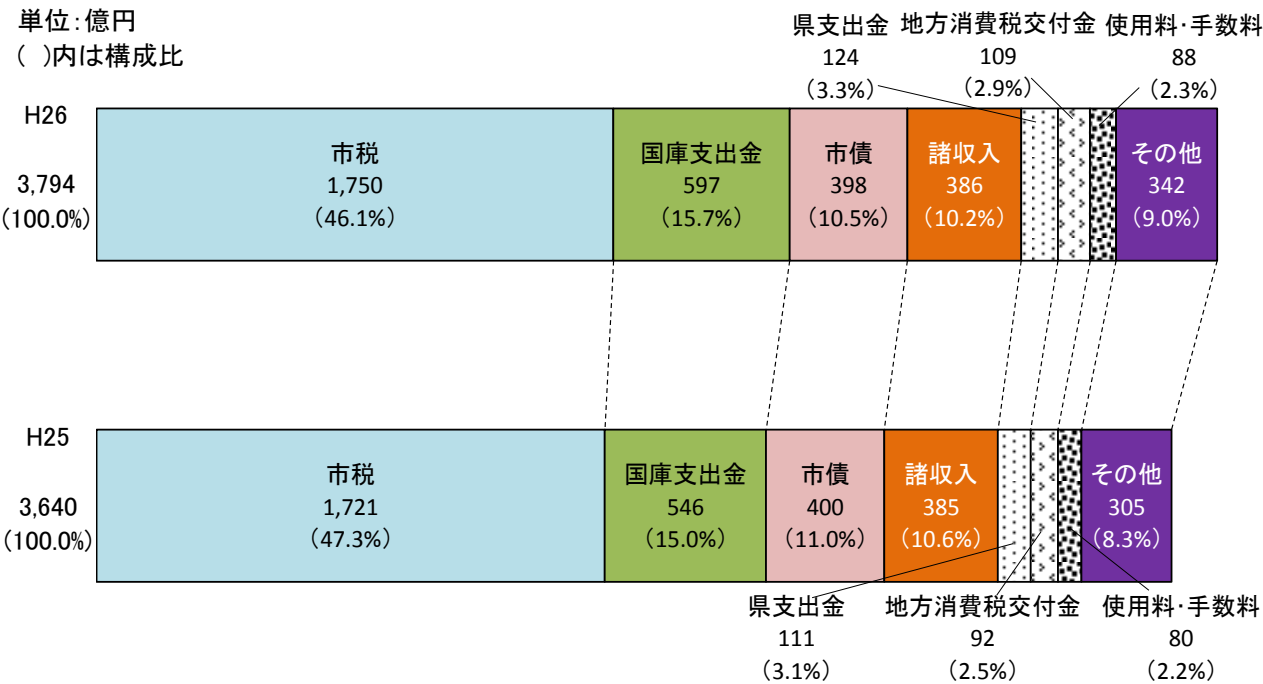 単位:億円
( )内は構成比
県支出金
124
(3.3%)
地方消費税交付金
109
(2.9%)
使用料・手数料
88
(2.3%)
H26
3,794
(100.0%)
市税
1,750
(46.1%)
国庫支出金
597
(15.7%)
市債
398
(10.5%)
諸収入
386
(10.2%)
その他
342
(9.0%)
H25
3,640
(100.0%)
市税
1,721
(47.3%)
国庫支出金
546
(15.0%)
市債
400
(11.0%)
諸収入
385
(10.6%)
その他
305
(8.3%)
県支出金
111
(3.1%)
地方消費税交付金
92
(2.5%)
使用料・手数料
80
(2.2%)